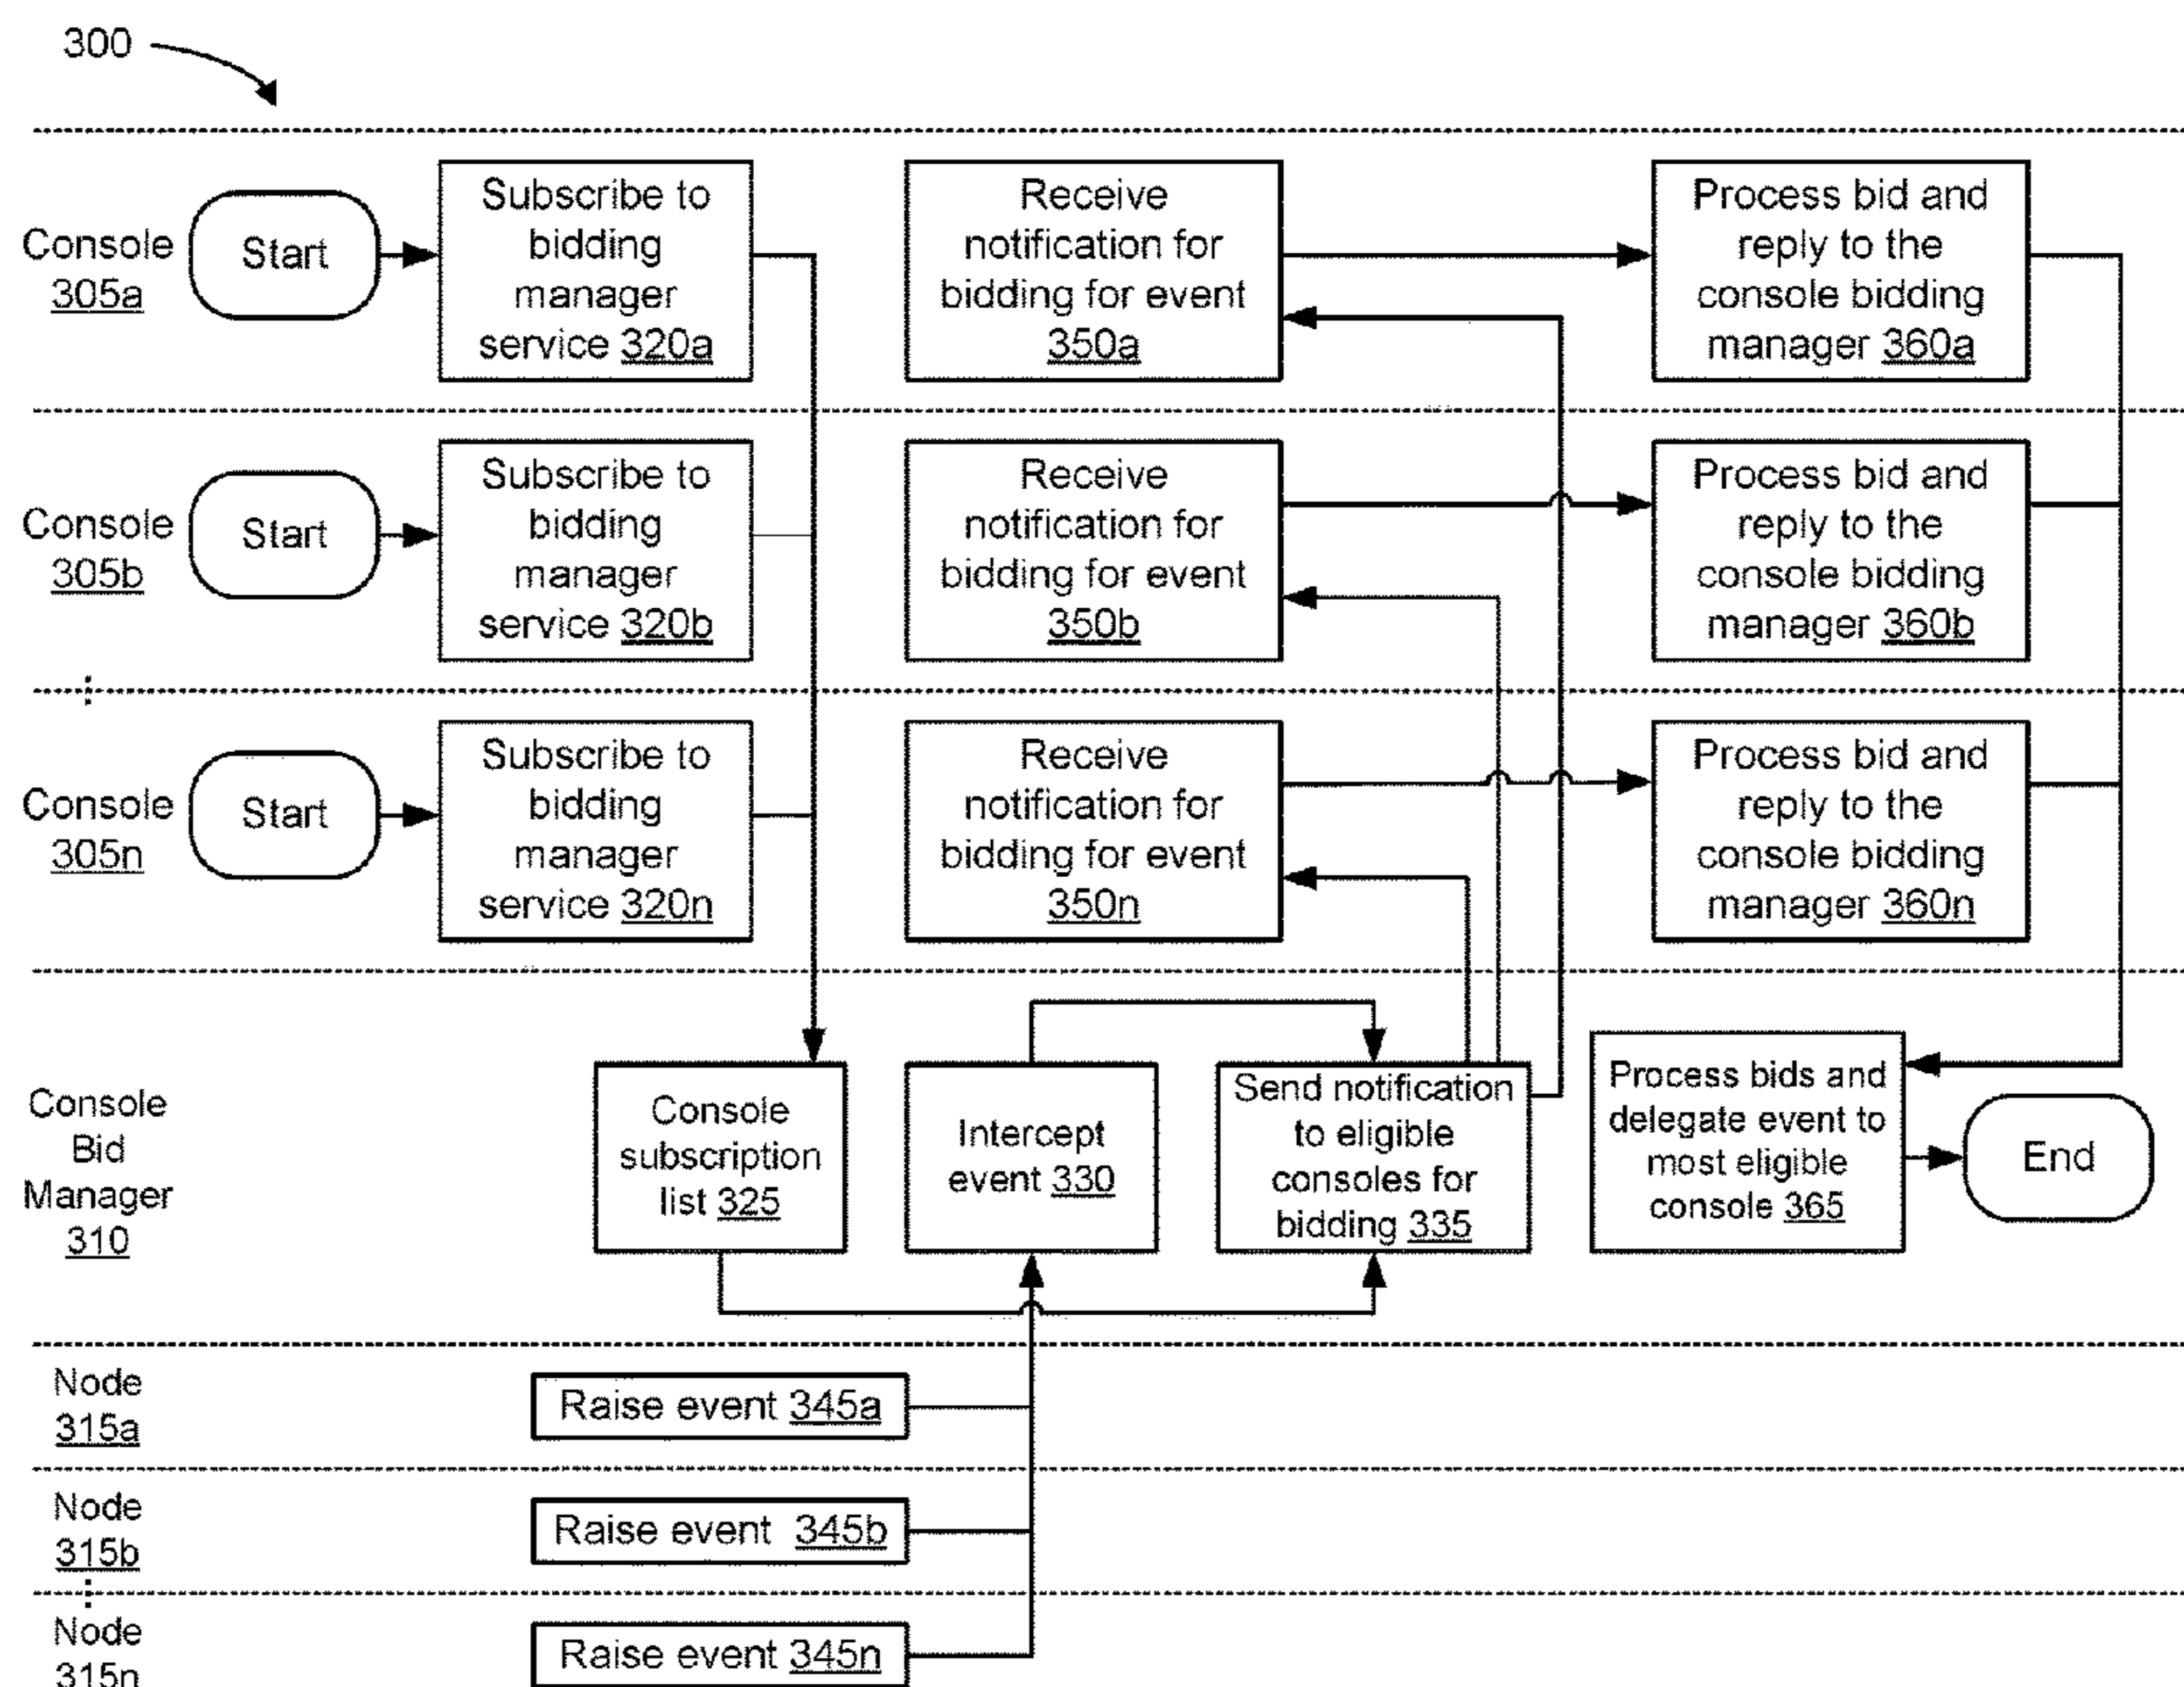 300
Console
305a
Start
Subscribe to
bidding
manager
service 320a
Receive
notification for
bidding for event
350a
Process bid and
reply to the
console bidding
manager 360a
Console
305b
Start
Subscribe to
bidding
manager
service 320b
Receive
notification for
bidding for event
350b
Process bid and
reply to the
console bidding
manager 360b
Console
305n
Start
Subscribe to
bidding
manager
service 320n
Receive
notification for
bidding for event
350n
Process bid and
reply to the
console bidding
manager 360n
Console
Bid
Manager
310
Console
subscription
list 325
Intercept
event 330
Send notification
to eligible
consoles for
bidding 335
Process bids and
delegate event to
most eligible
console 365
End
Node
315a
Raise event 345a
Node
315b
Raise event 345b
Node
315n
Raise event 345n